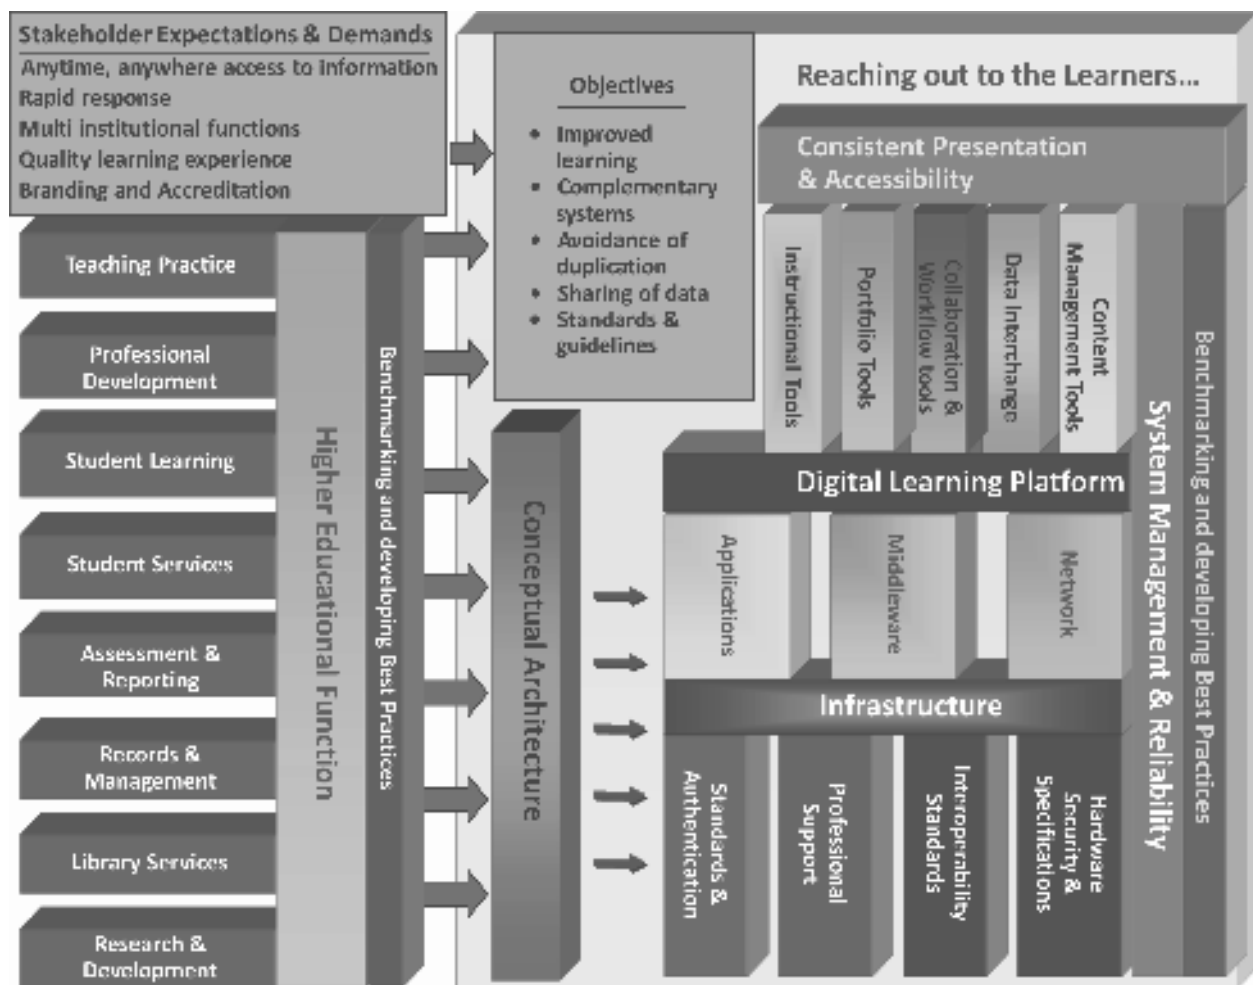 Stakeholder Expectations & Demands
Anytime, anywhere access to information
Rapid response
Multi institutional functions
Quality learning experience
Branding and Accreditation
Teaching Practice
Professional
Development
Student Learning
Student Services
Assessment &
Reporting
Records &
Management
Library Services
Research &
Development
Higher Educational Function
Benchmarking and developing Best Practices
Objectives
• Improved
learning
• Complementary
systems
• Avoidance of
duplication
• Sharing of data
• Standards &
guidelines
Conceptual Architecture
Reaching out to the Learners...
Consistent Presentation
& Accessibility
Instructional Tools
Portfolio Tools
Collaboration &
Workflow tools
Data Interchange
Content
Management Tools
Digital Learning Platform
Applications
Middleware
Network
Infrastructure
Standards &
Authentication
Professional
Support
Interoperability
Standards
Hardware
Security &
Specifications
System Management & Reliability
Benchmarking and developing Best Practices